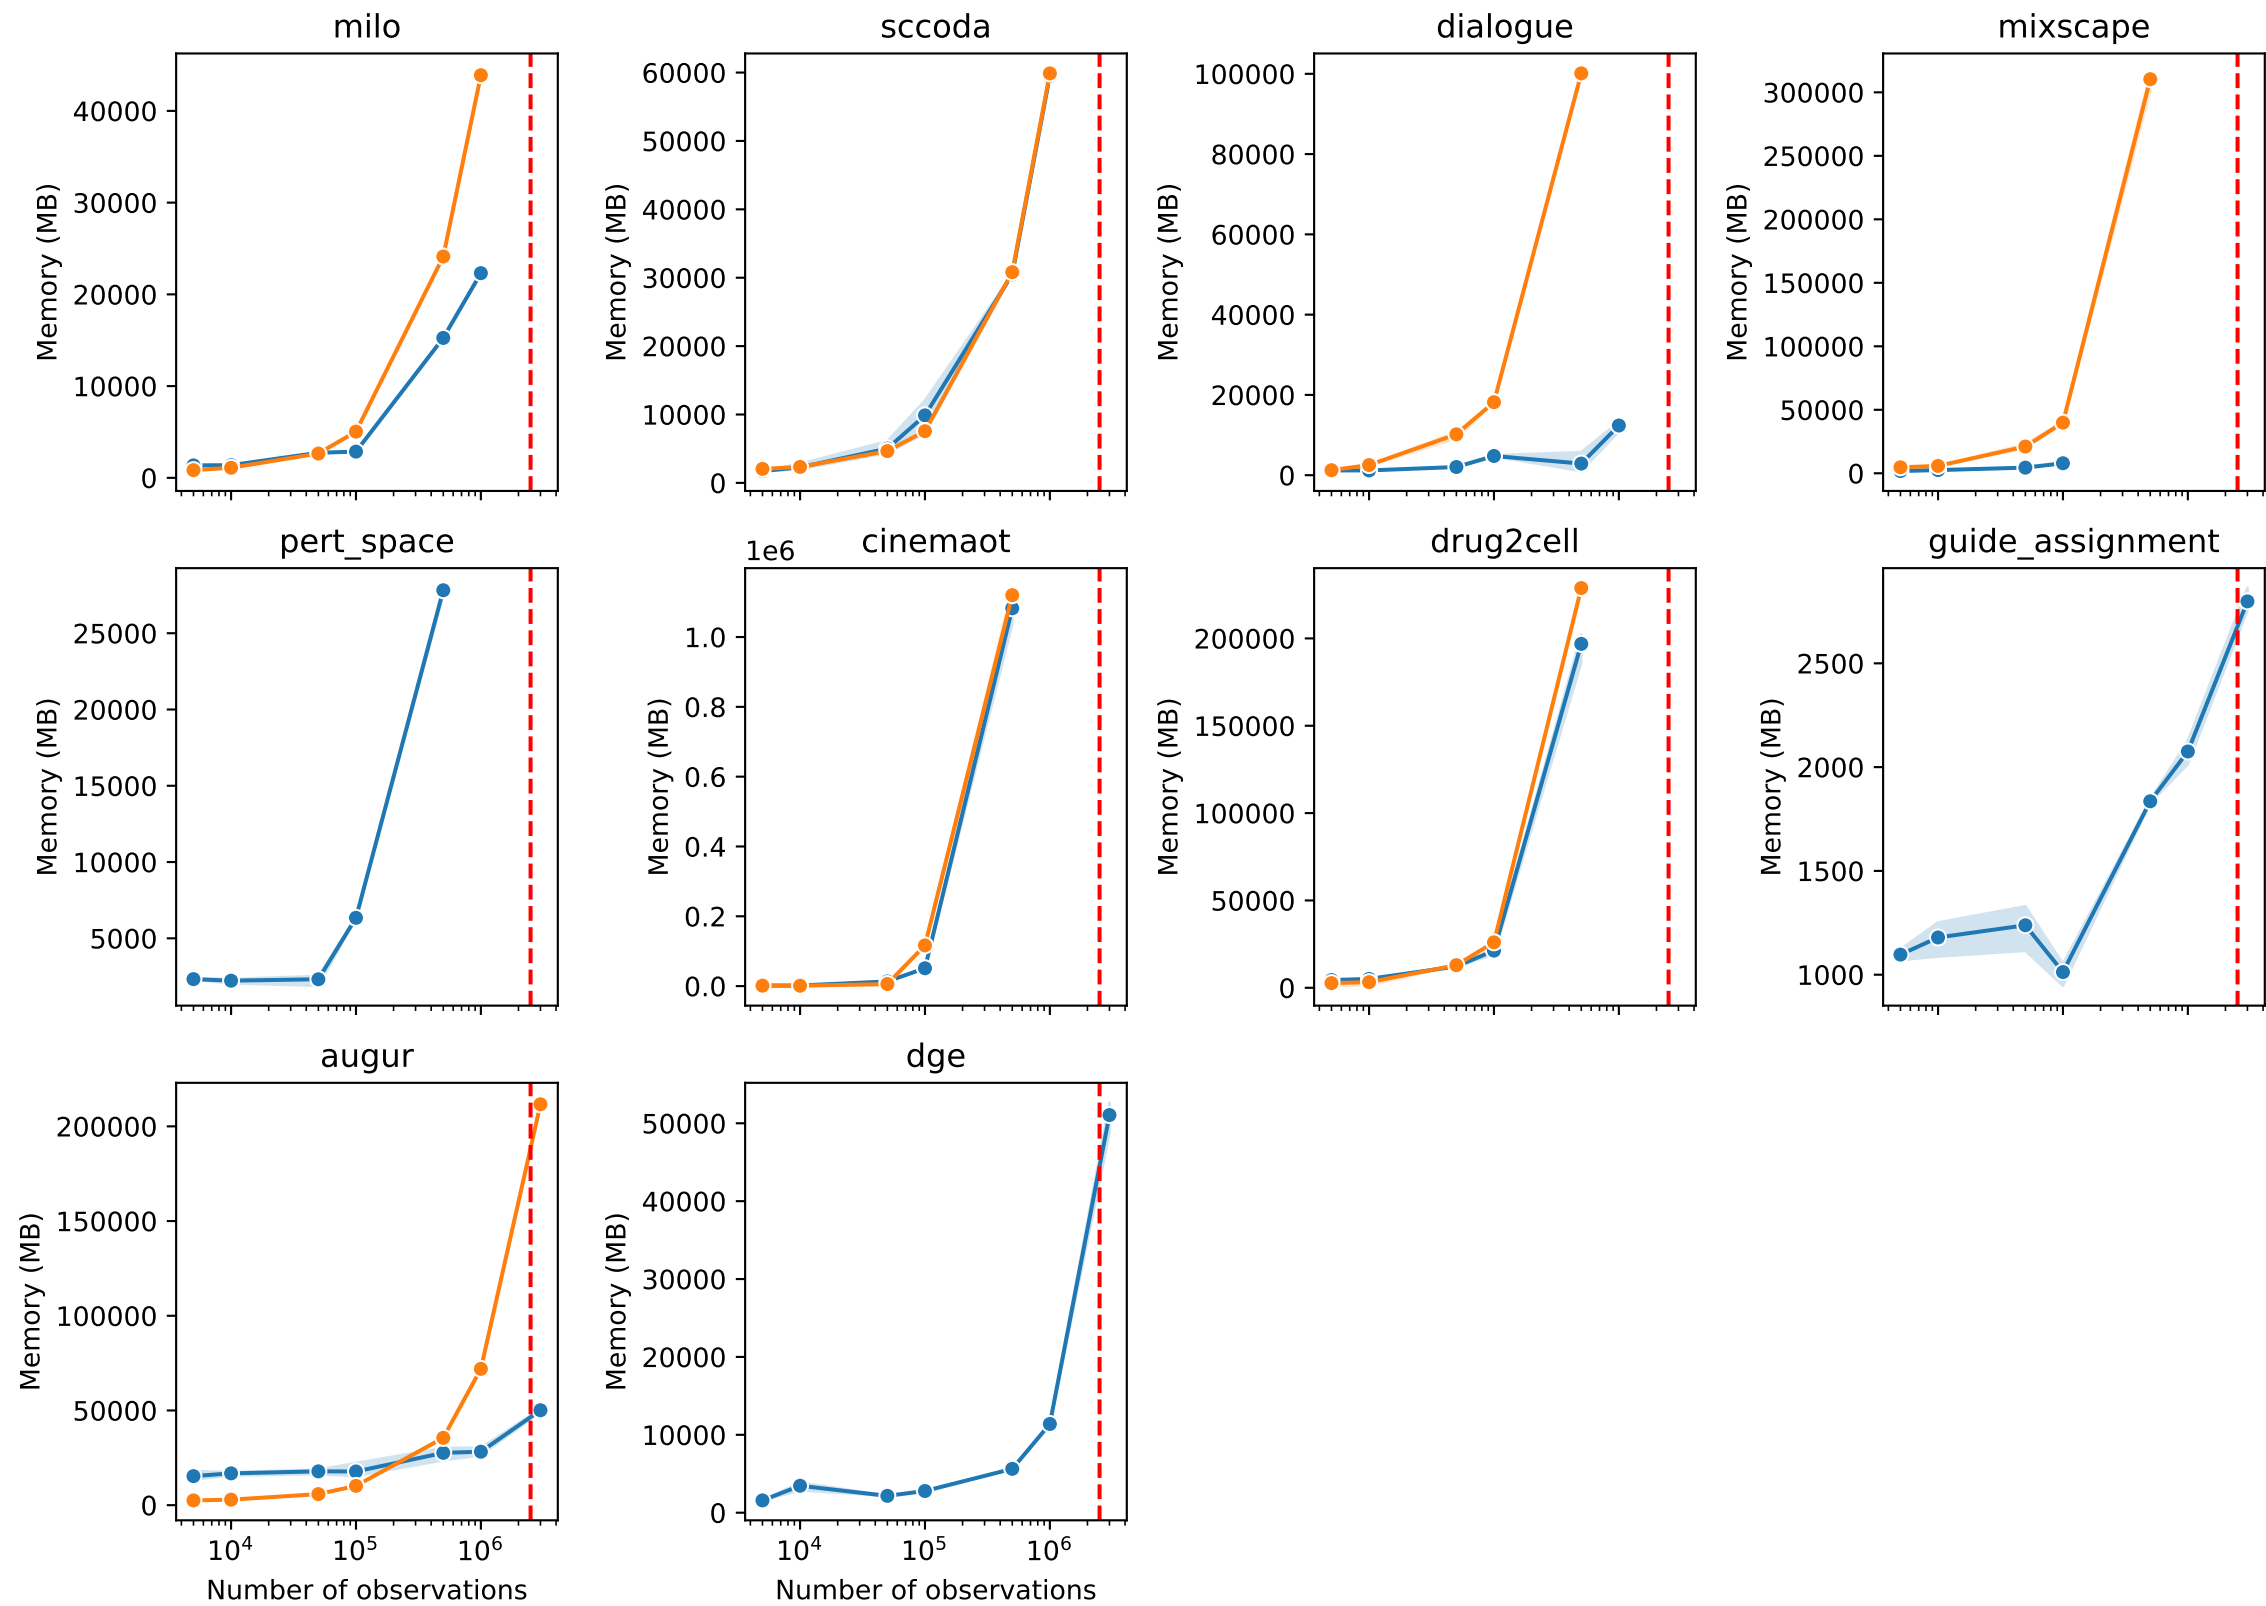 milo
40000
30000
20000
10000
0
Memory (MB)
sccoda
60000
50000
40000
30000
20000
10000
0
Memory (MB)
dialogue
100000
80000
60000
40000
20000
0
Memory (MB)
mixscape
300000
250000
200000
150000
100000
50000
0
Memory (MB)
pert_space
25000
20000
15000
10000
5000
Memory (MB)
1e6
cinemaot
1.0
0.8
0.6
0.4
0.2
0.0
Memory (MB)
drug2cell
200000
150000
100000
50000
0
Memory (MB)
guide_assignment
2500
2000
1500
1000
Memory (MB)
augur
200000
150000
100000
50000
0
Memory (MB)
10⁴ 10⁵ 10⁶
Number of observations
dge
50000
40000
30000
20000
10000
0
Memory (MB)
10⁴ 10⁵ 10⁶
Number of observations